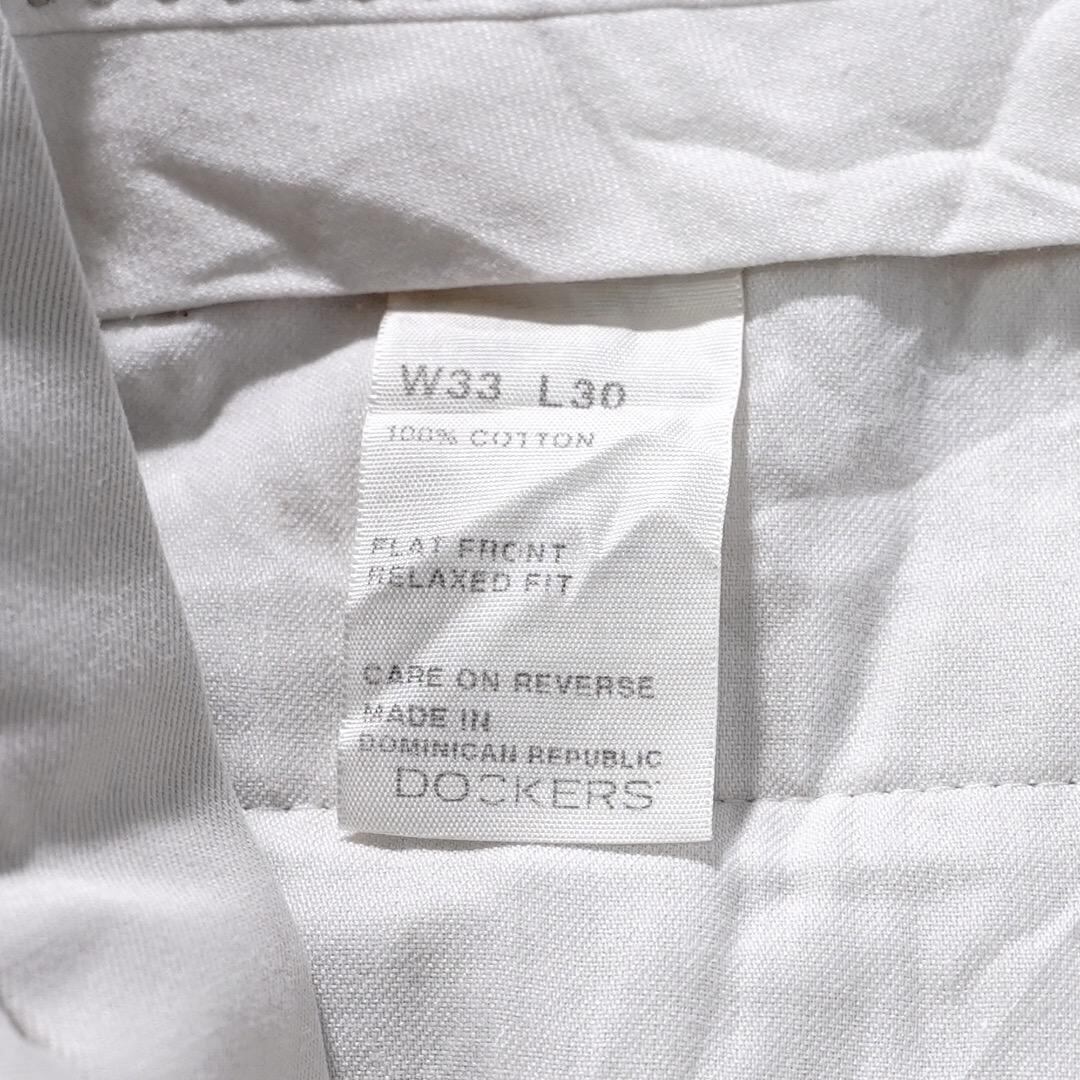 W33 L30
100% COTTON
FLAT FRONT
RELAXED FIT
CARE ON REVERSE
MADE IN
DOMINICAN REPUBLIC
DOCKERS